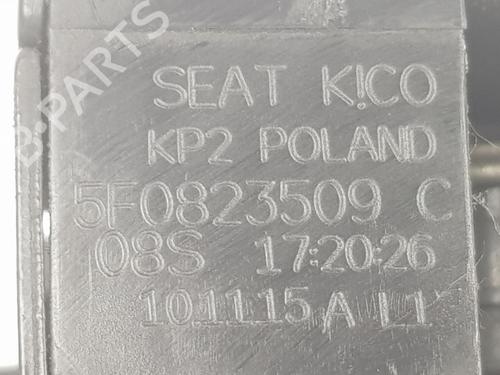 B-PARTS
SEAT K!CO
KP2 POLAND
5F0823509 C
08S 17:20:26
101115 A L1